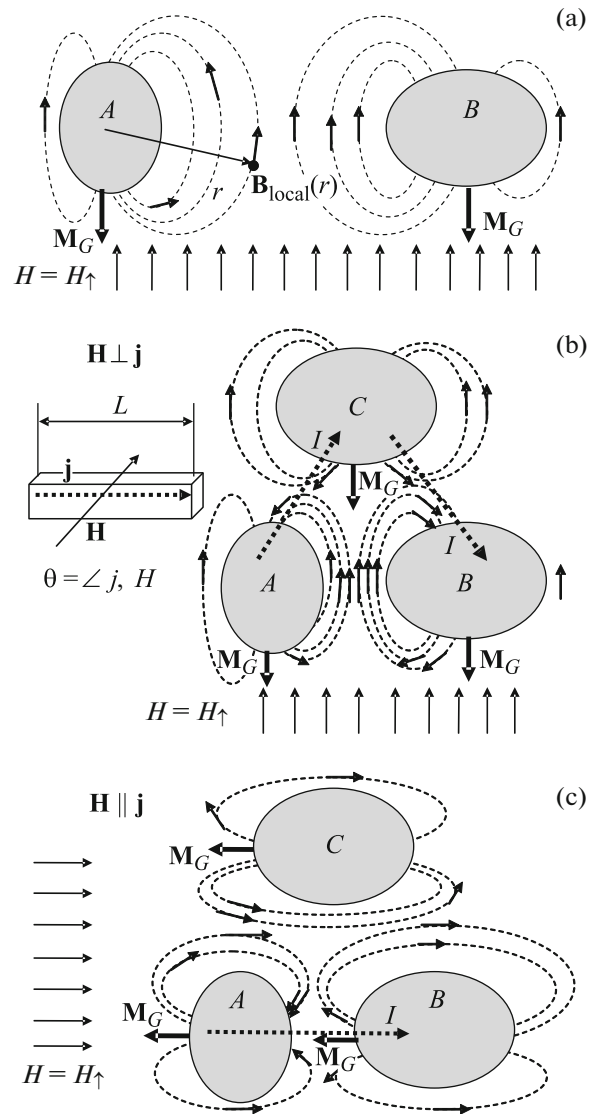 (a)
A
B
r
B_local(r)
M_G
M_G
H = H↑
(b)
H ⊥ j
L
j
H
θ = ∠ j, H
C
I
I
M_G
A
B
M_G
M_G
H = H↑
(c)
H ∥ j
C
M_G
A
B
I
M_G
M_G
H = H↑